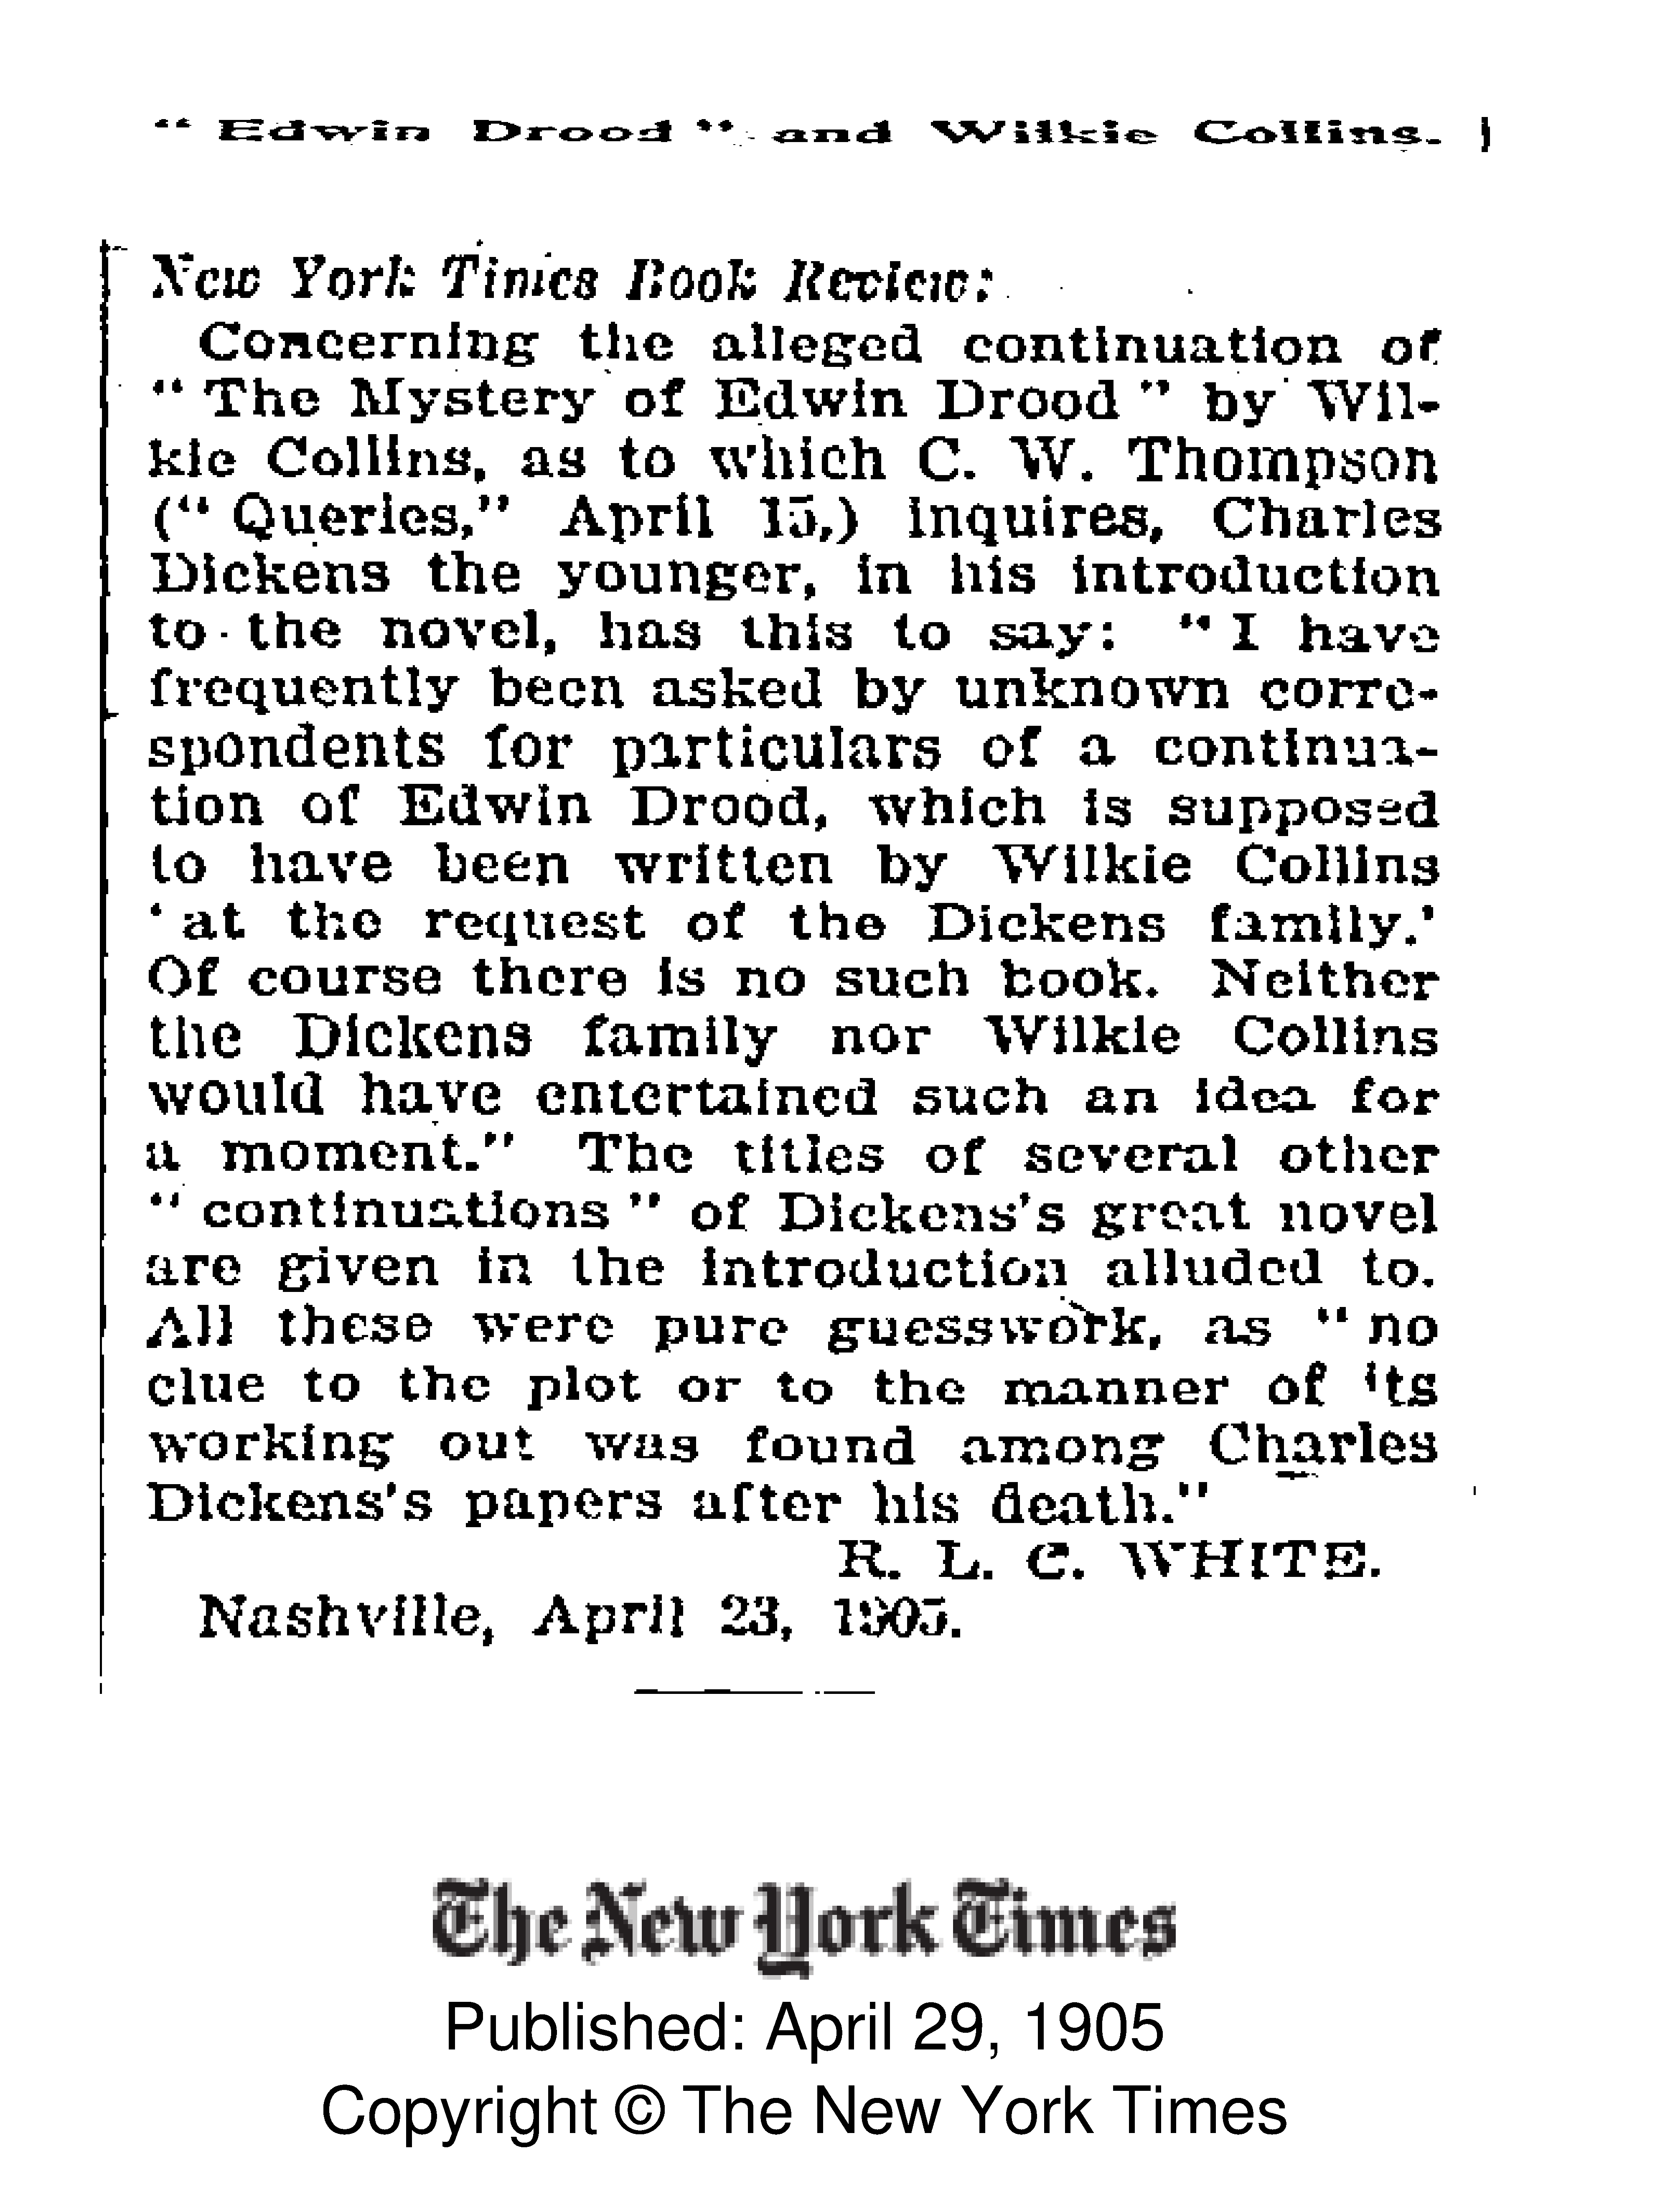 “ Edwin Drood ” and Wilkie Collins.
New York Times Book Review:
Concerning the alleged continuation of
“ The Mystery of Edwin Drood ” by Wil-
kie Collins, as to which C. W. Thompson
(“ Queries,” April 15,) inquires, Charles
Dickens the younger, in his introduction
to the novel, has this to say: “ I have
frequently been asked by unknown corre-
spondents for particulars of a continua-
tion of Edwin Drood, which is supposed
to have been written by Wilkie Collins
‘ at the request of the Dickens family.’
Of course there is no such book. Neither
the Dickens family nor Wilkie Collins
would have entertained such an idea for
a moment.” The titles of several other
“ continuations ” of Dickens’s great novel
are given in the introduction alluded to.
All these were pure guesswork, as “ no
clue to the plot or to the manner of its
working out was found among Charles
Dickens’s papers after his death.”
R. L. C. WHITE.
Nashville, April 23, 1905.
The New York Times
Published: April 29, 1905
Copyright © The New York Times